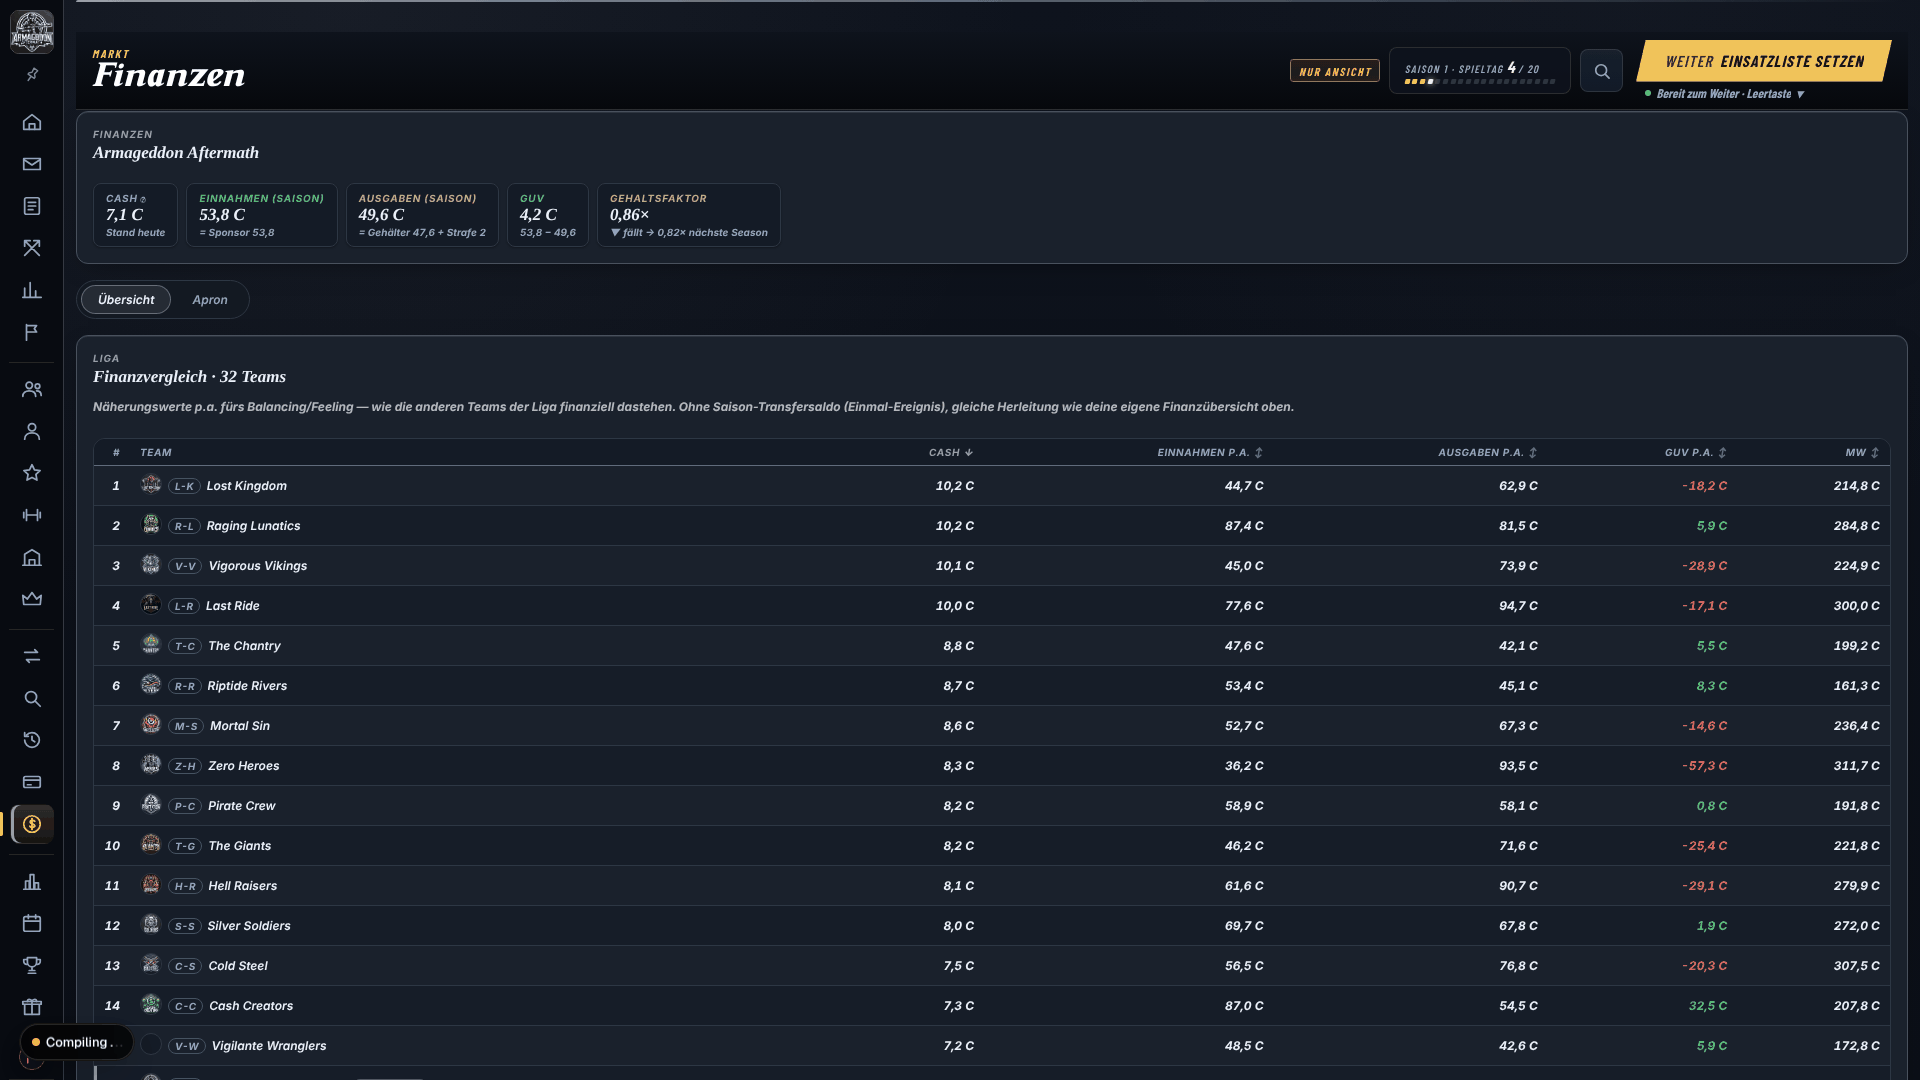 MARKT
Finanzen
NUR ANSICHT
SAISON 1 · SPIELTAG 4 / 20
WEITER EINSATZLISTE SETZEN
Bereit zum Weiter · Leertaste ▼
FINANZEN
Armageddon Aftermath
CASH
7,1 C
Stand heute
EINNAHMEN (SAISON)
53,8 C
= Sponsor 53,8
AUSGABEN (SAISON)
49,6 C
= Gehälter 47,6 + Strafe 2
GUV
4,2 C
53,8 − 49,6
GEHALTSFAKTOR
0,86×
▼ fällt → 0,82× nächste Season
Übersicht Apron
LIGA
Finanzvergleich · 32 Teams
Näherungswerte p.a. fürs Balancing/Feeling — wie die anderen Teams der Liga finanziell dastehen. Ohne Saison-Transfersaldo (Einmal-Ereignis), gleiche Herleitung wie deine eigene Finanzübersicht oben.
# TEAM CASH ↓ EINNAHMEN P.A. ↕ AUSGABEN P.A. ↕ GUV P.A. ↕ MW ↕
1 L-K Lost Kingdom 10,2 C 44,7 C 62,9 C -18,2 C 214,8 C
2 R-L Raging Lunatics 10,2 C 87,4 C 81,5 C 5,9 C 284,8 C
3 V-V Vigorous Vikings 10,1 C 45,0 C 73,9 C -28,9 C 224,9 C
4 L-R Last Ride 10,0 C 77,6 C 94,7 C -17,1 C 300,0 C
5 T-C The Chantry 8,8 C 47,6 C 42,1 C 5,5 C 199,2 C
6 R-R Riptide Rivers 8,7 C 53,4 C 45,1 C 8,3 C 161,3 C
7 M-S Mortal Sin 8,6 C 52,7 C 67,3 C -14,6 C 236,4 C
8 Z-H Zero Heroes 8,3 C 36,2 C 93,5 C -57,3 C 311,7 C
9 P-C Pirate Crew 8,2 C 58,9 C 58,1 C 0,8 C 191,8 C
10 T-G The Giants 8,2 C 46,2 C 71,6 C -25,4 C 221,8 C
11 H-R Hell Raisers 8,1 C 61,6 C 90,7 C -29,1 C 279,9 C
12 S-S Silver Soldiers 8,0 C 69,7 C 67,8 C 1,9 C 272,0 C
13 C-S Cold Steel 7,5 C 56,5 C 76,8 C -20,3 C 307,5 C
14 C-C Cash Creators 7,3 C 87,0 C 54,5 C 32,5 C 207,8 C
V-W Vigilante Wranglers 7,2 C 48,5 C 42,6 C 5,9 C 172,8 C
Compiling ...